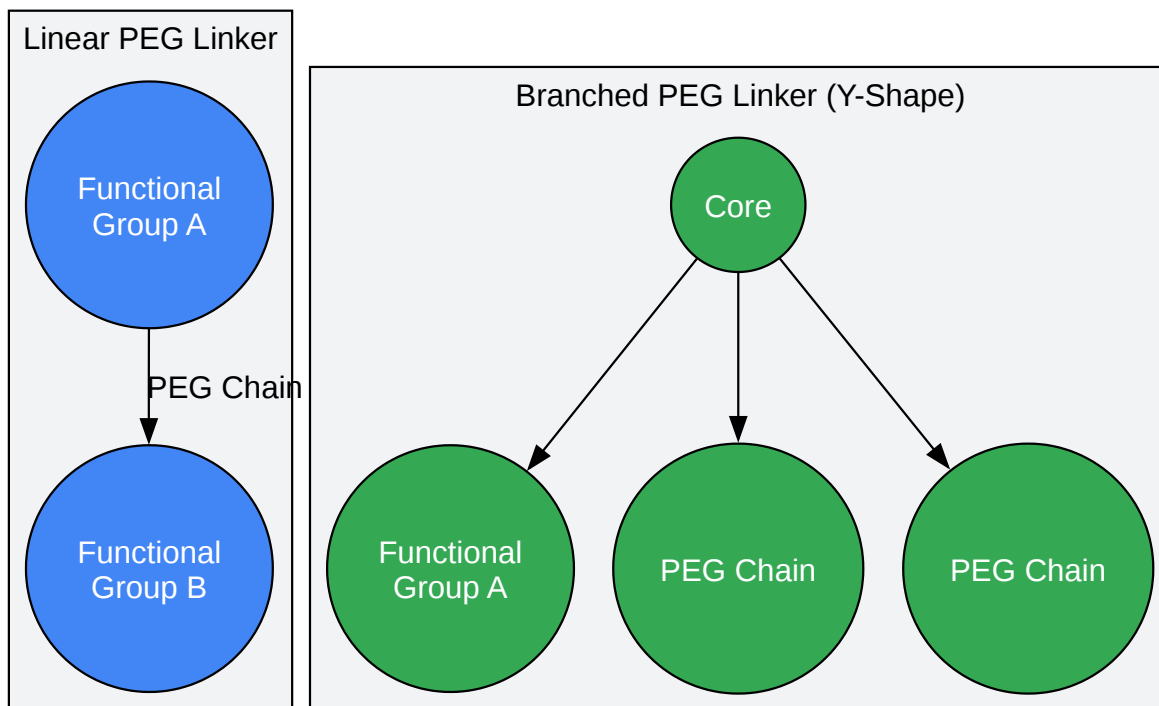 Linear PEG Linker
Functional
Group A
PEG Chain
Functional
Group B
Branched PEG Linker (Y-Shape)
Core
Functional
Group A
PEG Chain
PEG Chain